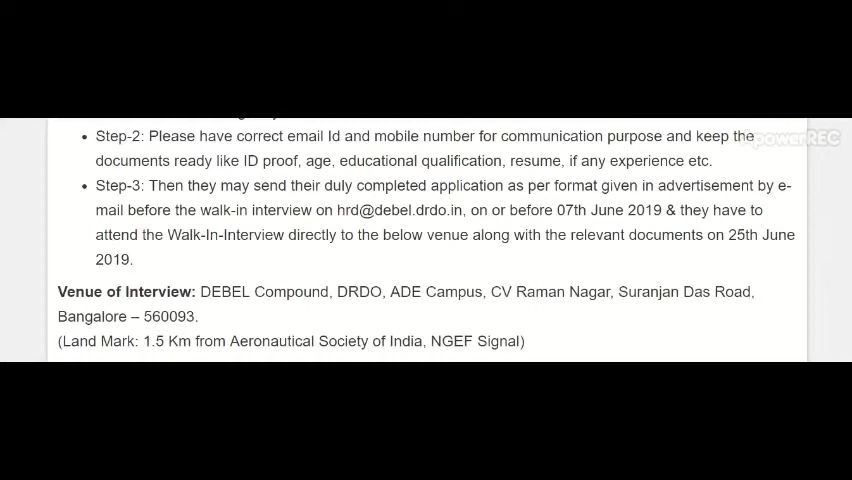 • Step-2: Please have correct email Id and mobile number for communication purpose and keep the
documents ready like ID proof, age, educational qualification, resume, if any experience etc.
• Step-3: Then they may send their duly completed application as per format given in advertisement by e-
mail before the walk-in interview on hrd@debel.drdo.in, on or before 07th June 2019 & they have to
attend the Walk-In-Interview directly to the below venue along with the relevant documents on 25th June
2019.
Venue of Interview: DEBEL Compound, DRDO, ADE Campus, CV Raman Nagar, Suranjan Das Road,
Bangalore – 560093.
(Land Mark: 1.5 Km from Aeronautical Society of India, NGEF Signal)
ApowerREC